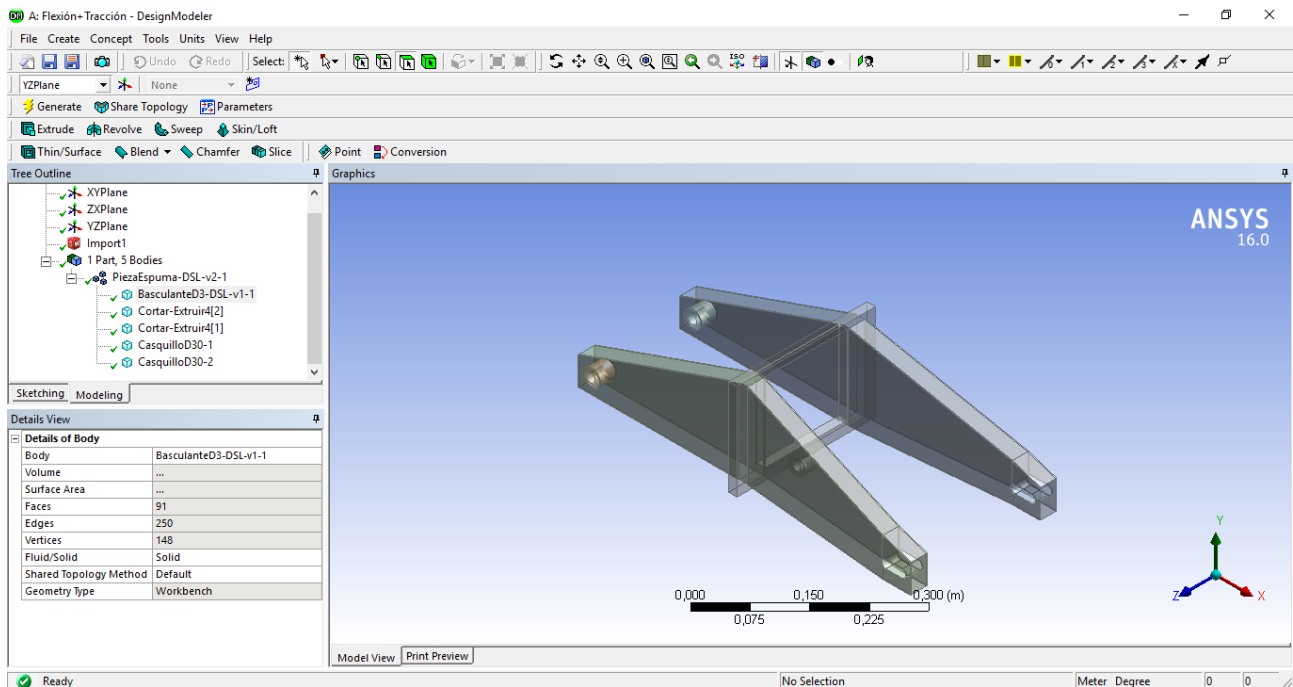 A: Flexión+Tracción - DesignModeler
File Create Concept Tools Units View Help
Undo Redo Select: ISO
YZPlane None
Generate Share Topology Parameters
Extrude Revolve Sweep Skin/Loft
Thin/Surface Blend Chamfer Slice Point Conversion
Tree Outline
XYPlane
ZXPlane
YZPlane
Import1
1 Part, 5 Bodies
PiezaEspuma-DSL-v2-1
BasculanteD3-DSL-v1-1
Cortar-Extruir4[2]
Cortar-Extruir4[1]
CasquilloD30-1
CasquilloD30-2
Sketching Modeling
Details View
Details of Body
Body BasculanteD3-DSL-v1-1
Volume ...
Surface Area ...
Faces 91
Edges 250
Vertices 148
Fluid/Solid Solid
Shared Topology Method Default
Geometry Type Workbench
Graphics
ANSYS
16.0
Y
Z X
0,000 0,150 0,300 (m)
0,075 0,225
Model View Print Preview
Ready No Selection Meter Degree 0 0